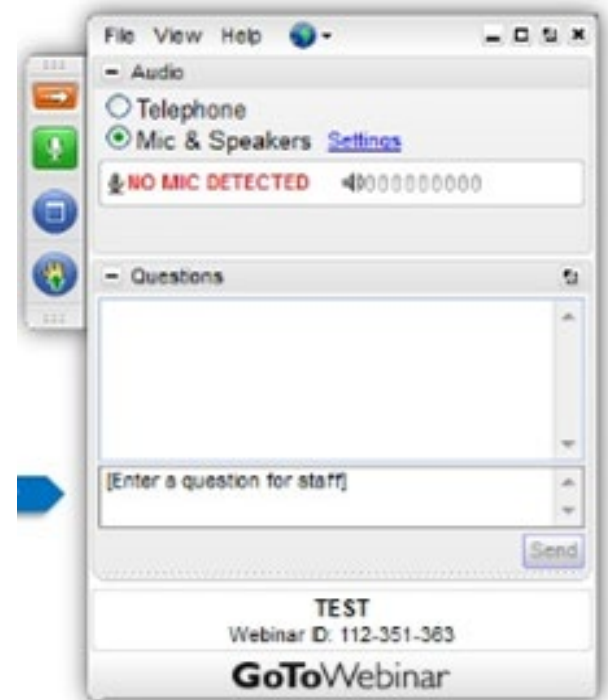 File View Help
- Audio
Telephone
Mic & Speakers Settings
NO MIC DETECTED 000000000
- Questions
[Enter a question for staff]
Send
TEST
Webinar ID: 112-351-363
GoToWebinar